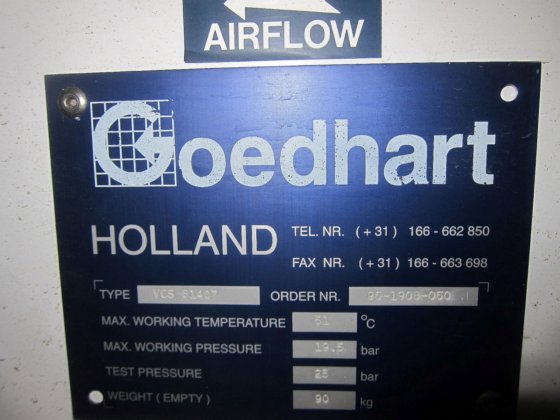 AIRFLOW
Goedhart
HOLLAND
TEL. NR. (+31) 166-662 850
FAX NR. (+31) 166-663 698
TYPE
ORDER NR.
MAX. WORKING TEMPERATURE 51 °C
MAX. WORKING PRESSURE 19.5 bar
TEST PRESSURE 25 bar
WEIGHT (EMPTY) 90 kg